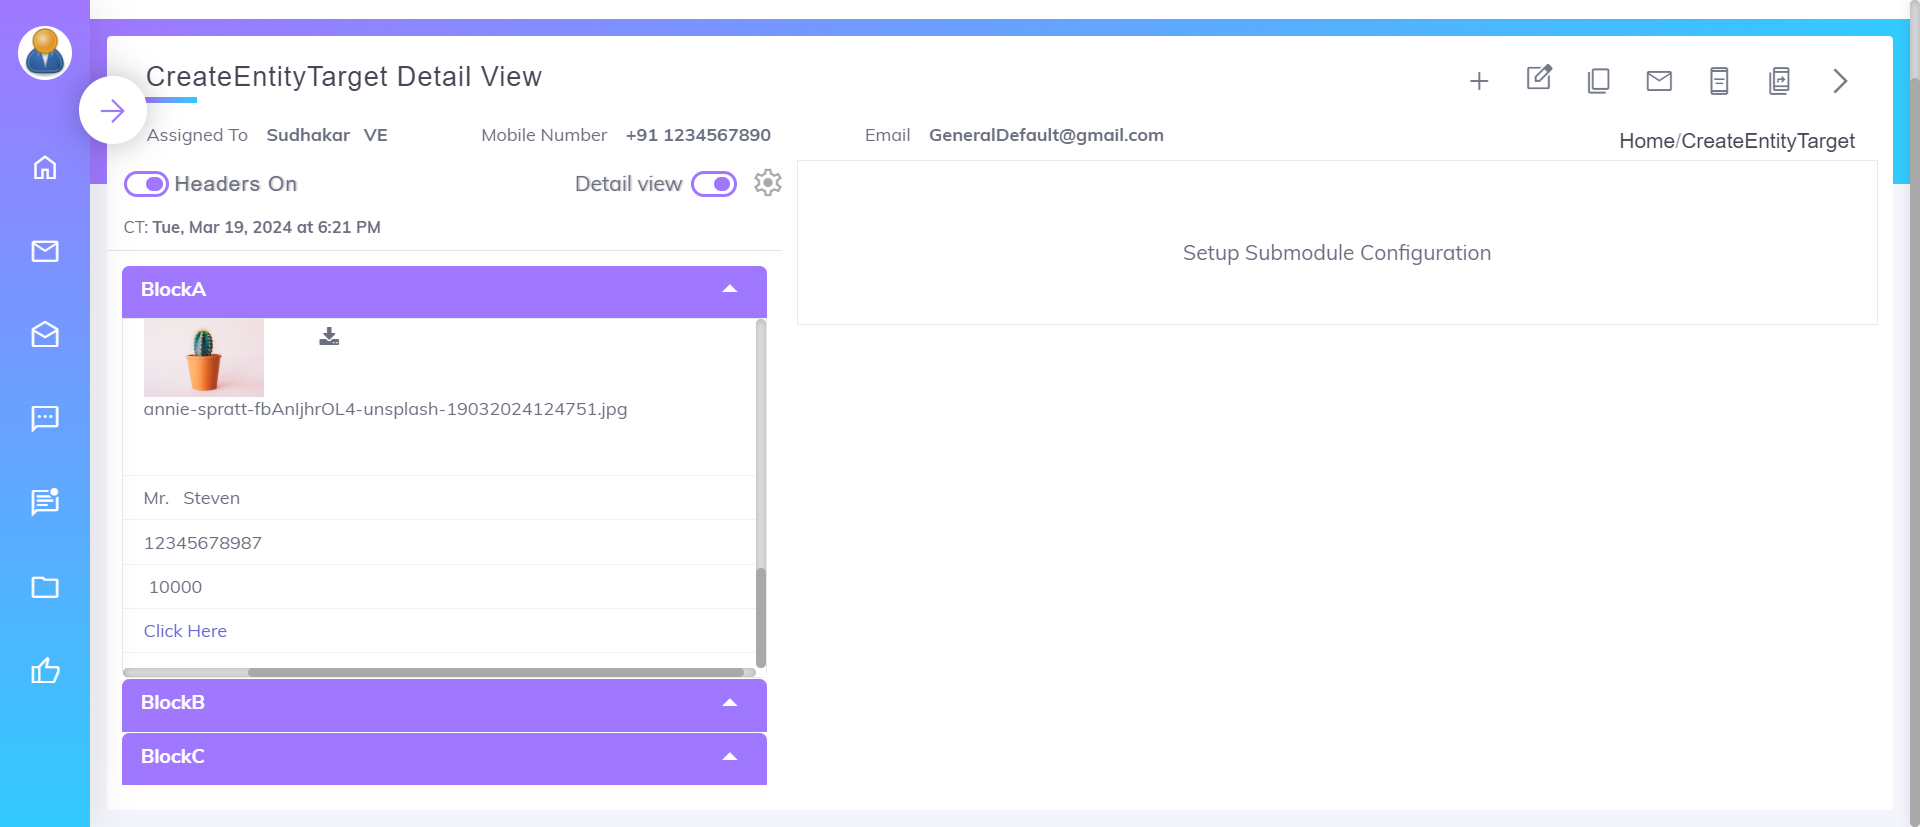 CreateEntityTarget Detail View
Assigned To Sudhakar VE Mobile Number +91 1234567890 Email GeneralDefault@gmail.com
Home/CreateEntityTarget
Headers On Detail view
CT: Tue, Mar 19, 2024 at 6:21 PM
Setup Submodule Configuration
BlockA
annie-spratt-fbAnIjhrOL4-unsplash-19032024124751.jpg
Mr. Steven
12345678987
10000
Click Here
BlockB
BlockC